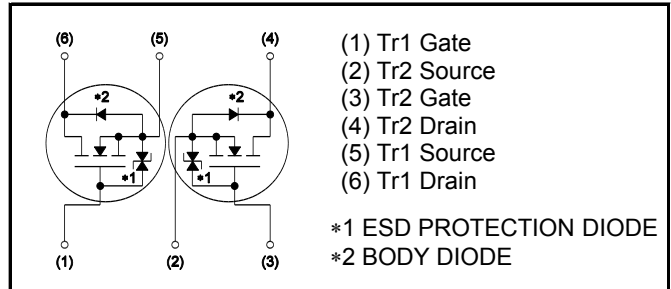 (6) (5) (4)
*2 *2
*1 *1
(1) (2) (3)
(1) Tr1 Gate
(2) Tr2 Source
(3) Tr2 Gate
(4) Tr2 Drain
(5) Tr1 Source
(6) Tr1 Drain
*1 ESD PROTECTION DIODE
*2 BODY DIODE